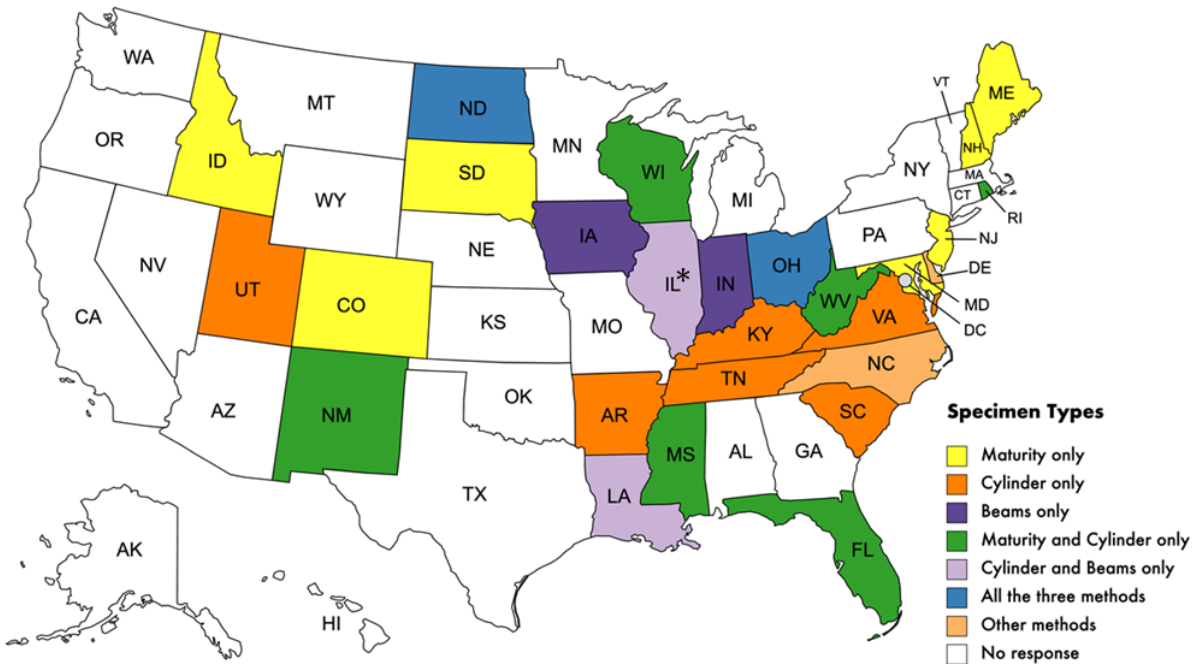 WA
MT
ND
MN
OR
ID
SD
WI
WY
MI
NY
VT
ME
NH
MA
CT
RI
NE
IA
PA
NJ
NV
UT
CO
IL*
IN
OH
DE
MD
DC
WV
VA
CA
KS
MO
KY
AZ
NM
OK
AR
TN
NC
SC
TX
LA
MS
AL
GA
FL
AK
HI
Specimen Types
Maturity only
Cylinder only
Beams only
Maturity and Cylinder only
Cylinder and Beams only
All the three methods
Other methods
No response